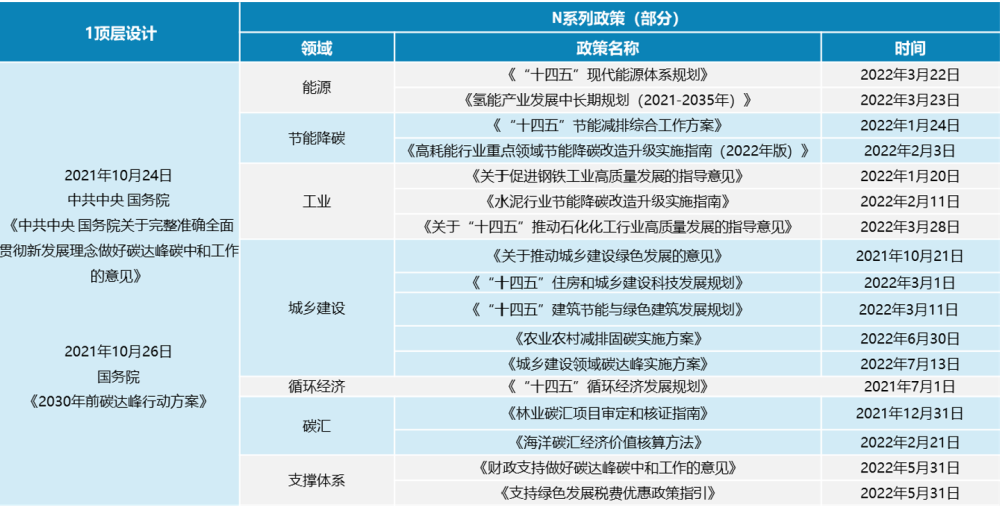 1顶层设计
N系列政策（部分）
领域
政策名称
时间
2021年10月24日
中共中央 国务院
《中共中央 国务院关于完整准确全面
贯彻新发展理念做好碳达峰碳中和工作
的意见》
2021年10月26日
国务院
《2030年前碳达峰行动方案》
能源
《“十四五”现代能源体系规划》
2022年3月22日
《氢能产业发展中长期规划（2021-2035年）》
2022年3月23日
节能降碳
《“十四五”节能减排综合工作方案》
2022年1月24日
《高耗能行业重点领域节能降碳改造升级实施指南（2022年版）》
2022年2月3日
工业
《关于促进钢铁工业高质量发展的指导意见》
2022年1月20日
《水泥行业节能降碳改造升级实施指南》
2022年2月11日
《关于“十四五”推动石化化工行业高质量发展的指导意见》
2022年3月28日
城乡建设
《关于推动城乡建设绿色发展的意见》
2021年10月21日
《“十四五”住房和城乡建设科技发展规划》
2022年3月1日
《“十四五”建筑节能与绿色建筑发展规划》
2022年3月11日
《农业农村减排固碳实施方案》
2022年6月30日
《城乡建设领域碳达峰实施方案》
2022年7月13日
循环经济
《“十四五”循环经济发展规划》
2021年7月1日
碳汇
《林业碳汇项目审定和核证指南》
2021年12月31日
《海洋碳汇经济价值核算方法》
2022年2月21日
支撑体系
《财政支持做好碳达峰碳中和工作的意见》
2022年5月31日
《支持绿色发展税费优惠政策指引》
2022年5月31日